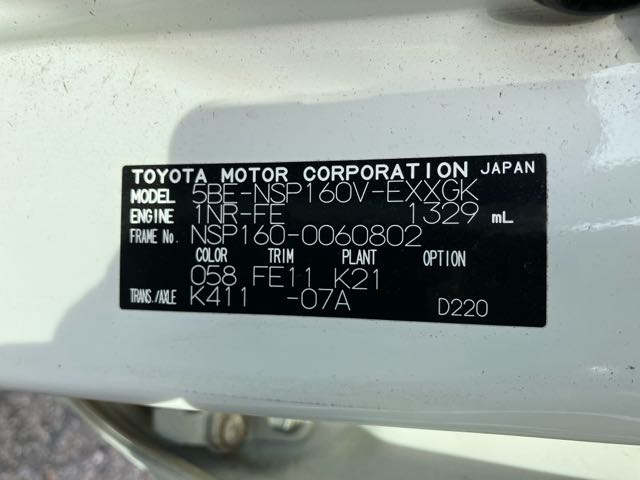 TOYOTA MOTOR CORPORATION JAPAN
MODEL 5BE-NSP160V-EXXGK
ENGINE 1NR-FE 1329 mL
FRAME No. NSP160-0060802
COLOR TRIM PLANT OPTION
058 FE11 K21
TRANS./AXLE K411 -07A D220